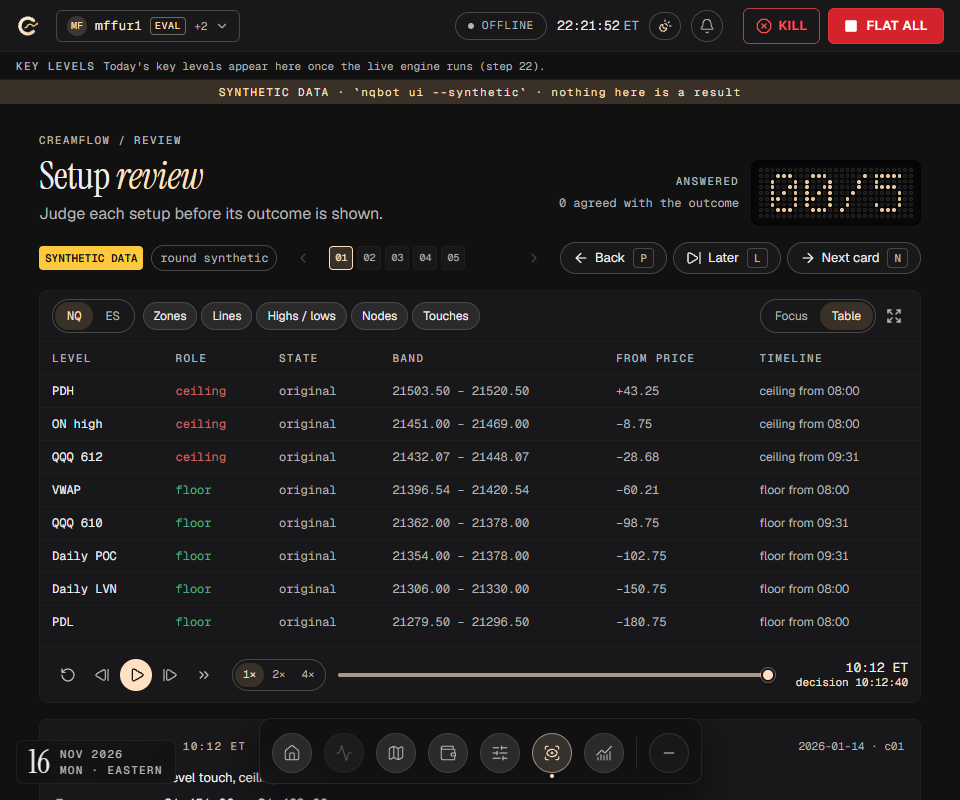 MF mffur1 EVAL +2 OFFLINE 22:21:52 ET KILL FLAT ALL
KEY LEVELS Today's key levels appear here once the live engine runs (step 22).
SYNTHETIC DATA · `nqbot ui --synthetic` · nothing here is a result
CREAMFLOW / REVIEW
Setup review
Judge each setup before its outcome is shown.
ANSWERED
0 agreed with the outcome
00/5
SYNTHETIC DATA round synthetic 01 02 03 04 05 Back P Later L Next card N
NQ ES Zones Lines Highs / lows Nodes Touches Focus Table
LEVEL ROLE STATE BAND FROM PRICE TIMELINE
PDH ceiling original 21503.50 – 21520.50 +43.25 ceiling from 08:00
ON high ceiling original 21451.00 – 21469.00 −8.75 ceiling from 08:00
QQQ 612 ceiling original 21432.07 – 21448.07 −28.68 ceiling from 09:31
VWAP floor original 21396.54 – 21420.54 −60.21 floor from 08:00
QQQ 610 floor original 21362.00 – 21378.00 −98.75 floor from 09:31
Daily POC floor original 21354.00 – 21378.00 −102.75 floor from 09:31
Daily LVN floor original 21306.00 – 21330.00 −150.75 floor from 08:00
PDL floor original 21279.50 – 21296.50 −180.75 floor from 08:00
1× 2× 4× 10:12 ET
decision 10:12:40
10:12 ET 2026-01-14 · c01
16 NOV 2026
MON · EASTERN